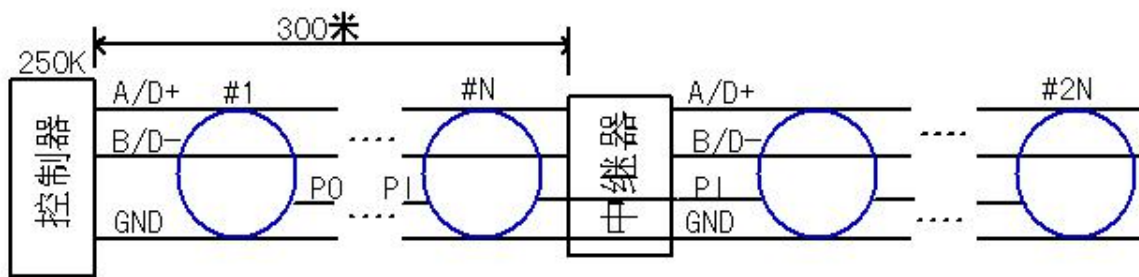 300米
250K
A/D+ #1 #N A/D+ #2N
B/D- B/D-
控制器
中继器
PO PI PI
GND GND